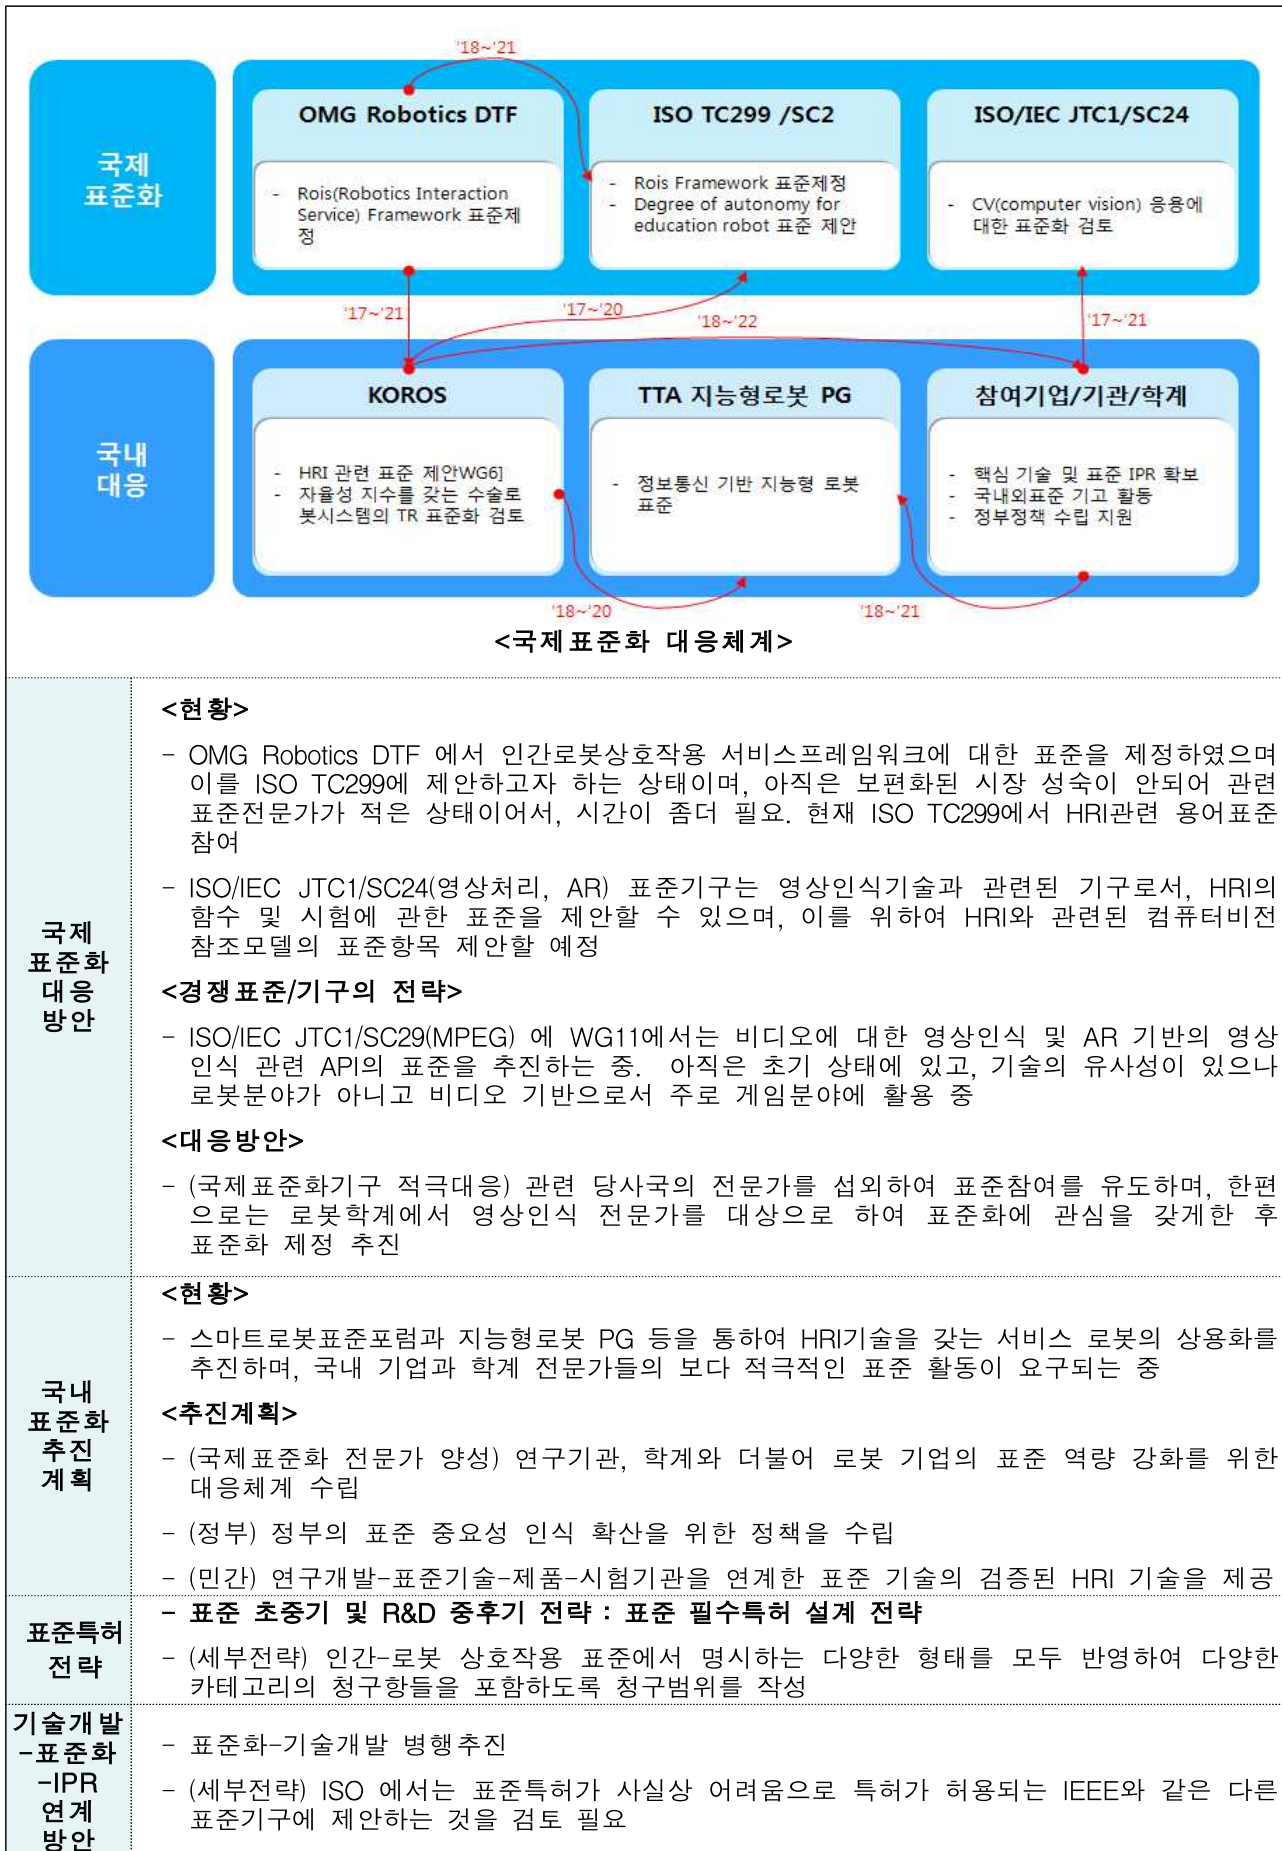 '18~'21
국제
표준화
OMG Robotics DTF
- Rois(Robotics Interaction
Service) Framework 표준제
정
ISO TC299 /SC2
- Rois Framework 표준제정
- Degree of autonomy for
education robot 표준 제안
ISO/IEC JTC1/SC24
- CV(computer vision) 응용에
대한 표준화 검토
'17~'21
'17~'20
'18~'22
'17~'21
국내
대응
KOROS
- HRI 관련 표준 제안WG6]
- 자율성 지수를 갖는 수술로
봇시스템의 TR 표준화 검토
TTA 지능형로봇 PG
- 정보통신 기반 지능형 로봇
표준
참여기업/기관/학계
- 핵심 기술 및 표준 IPR 확보
- 국내외표준 기고 활동
- 정부정책 수립 지원
'18~'20
'18~'21
<국제표준화 대응체계>
국제
표준화
대응
방안
<현황>
- OMG Robotics DTF 에서 인간로봇상호작용 서비스프레임워크에 대한 표준을 제정하였으며
이를 ISO TC299에 제안하고자 하는 상태이며, 아직은 보편화된 시장 성숙이 안되어 관련
표준전문가가 적은 상태이어서, 시간이 좀더 필요. 현재 ISO TC299에서 HRI관련 용어표준
참여
- ISO/IEC JTC1/SC24(영상처리, AR) 표준기구는 영상인식기술과 관련된 기구로서, HRI의
함수 및 시험에 관한 표준을 제안할 수 있으며, 이를 위하여 HRI와 관련된 컴퓨터비전
참조모델의 표준항목 제안할 예정
<경쟁표준/기구의 전략>
- ISO/IEC JTC1/SC29(MPEG) 에 WG11에서는 비디오에 대한 영상인식 및 AR 기반의 영상
인식 관련 API의 표준을 추진하는 중. 아직은 초기 상태에 있고, 기술의 유사성이 있으나
로봇분야가 아니고 비디오 기반으로서 주로 게임분야에 활용 중
<대응방안>
- (국제표준화기구 적극대응) 관련 당사국의 전문가를 섭외하여 표준참여를 유도하며, 한편
으로는 로봇학계에서 영상인식 전문가를 대상으로 하여 표준화에 관심을 갖게한 후
표준화 제정 추진
국내
표준화
추진
계획
<현황>
- 스마트로봇표준포럼과 지능형로봇 PG 등을 통하여 HRI기술을 갖는 서비스 로봇의 상용화를
추진하며, 국내 기업과 학계 전문가들의 보다 적극적인 표준 활동이 요구되는 중
<추진계획>
- (국제표준화 전문가 양성) 연구기관, 학계와 더불어 로봇 기업의 표준 역량 강화를 위한
대응체계 수립
- (정부) 정부의 표준 중요성 인식 확산을 위한 정책을 수립
- (민간) 연구개발-표준기술-제품-시험기관을 연계한 표준 기술의 검증된 HRI 기술을 제공
표준특허
전략
- 표준 초중기 및 R&D 중후기 전략 : 표준 필수특허 설계 전략
- (세부전략) 인간-로봇 상호작용 표준에서 명시하는 다양한 형태를 모두 반영하여 다양한
카테고리의 청구항들을 포함하도록 청구범위를 작성
기술개발
-표준화
-IPR
연계
방안
- 표준화-기술개발 병행추진
- (세부전략) ISO 에서는 표준특허가 사실상 어려움으로 특허가 허용되는 IEEE와 같은 다른
표준기구에 제안하는 것을 검토 필요